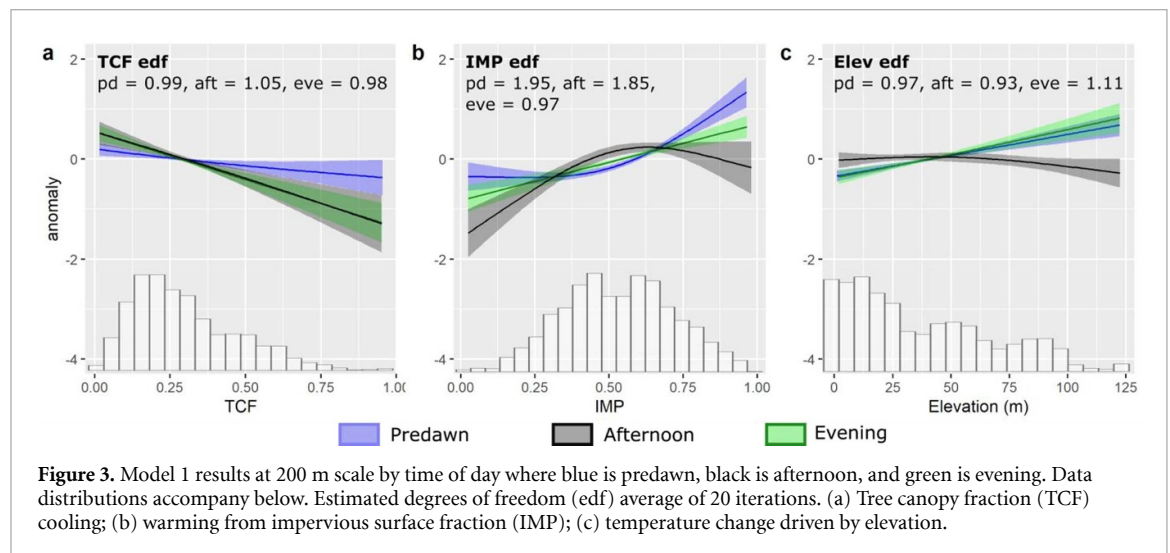 a
TCF edf
pd = 0.99, aft = 1.05, eve = 0.98
b
IMP edf
pd = 1.95, aft = 1.85,
eve = 0.97
c
Elev edf
pd = 0.97, aft = 0.93, eve = 1.11
anomaly
2
0
-2
-4
0.00 0.25 0.50 0.75 1.00
TCF
2
0
-2
-4
0.00 0.25 0.50 0.75 1.00
IMP
2
0
-2
-4
0 25 50 75 100 125
Elevation (m)
Predawn Afternoon Evening
Figure 3. Model 1 results at 200 m scale by time of day where blue is predawn, black is afternoon, and green is evening. Data
distributions accompany below. Estimated degrees of freedom (edf) average of 20 iterations. (a) Tree canopy fraction (TCF)
cooling; (b) warming from impervious surface fraction (IMP); (c) temperature change driven by elevation.